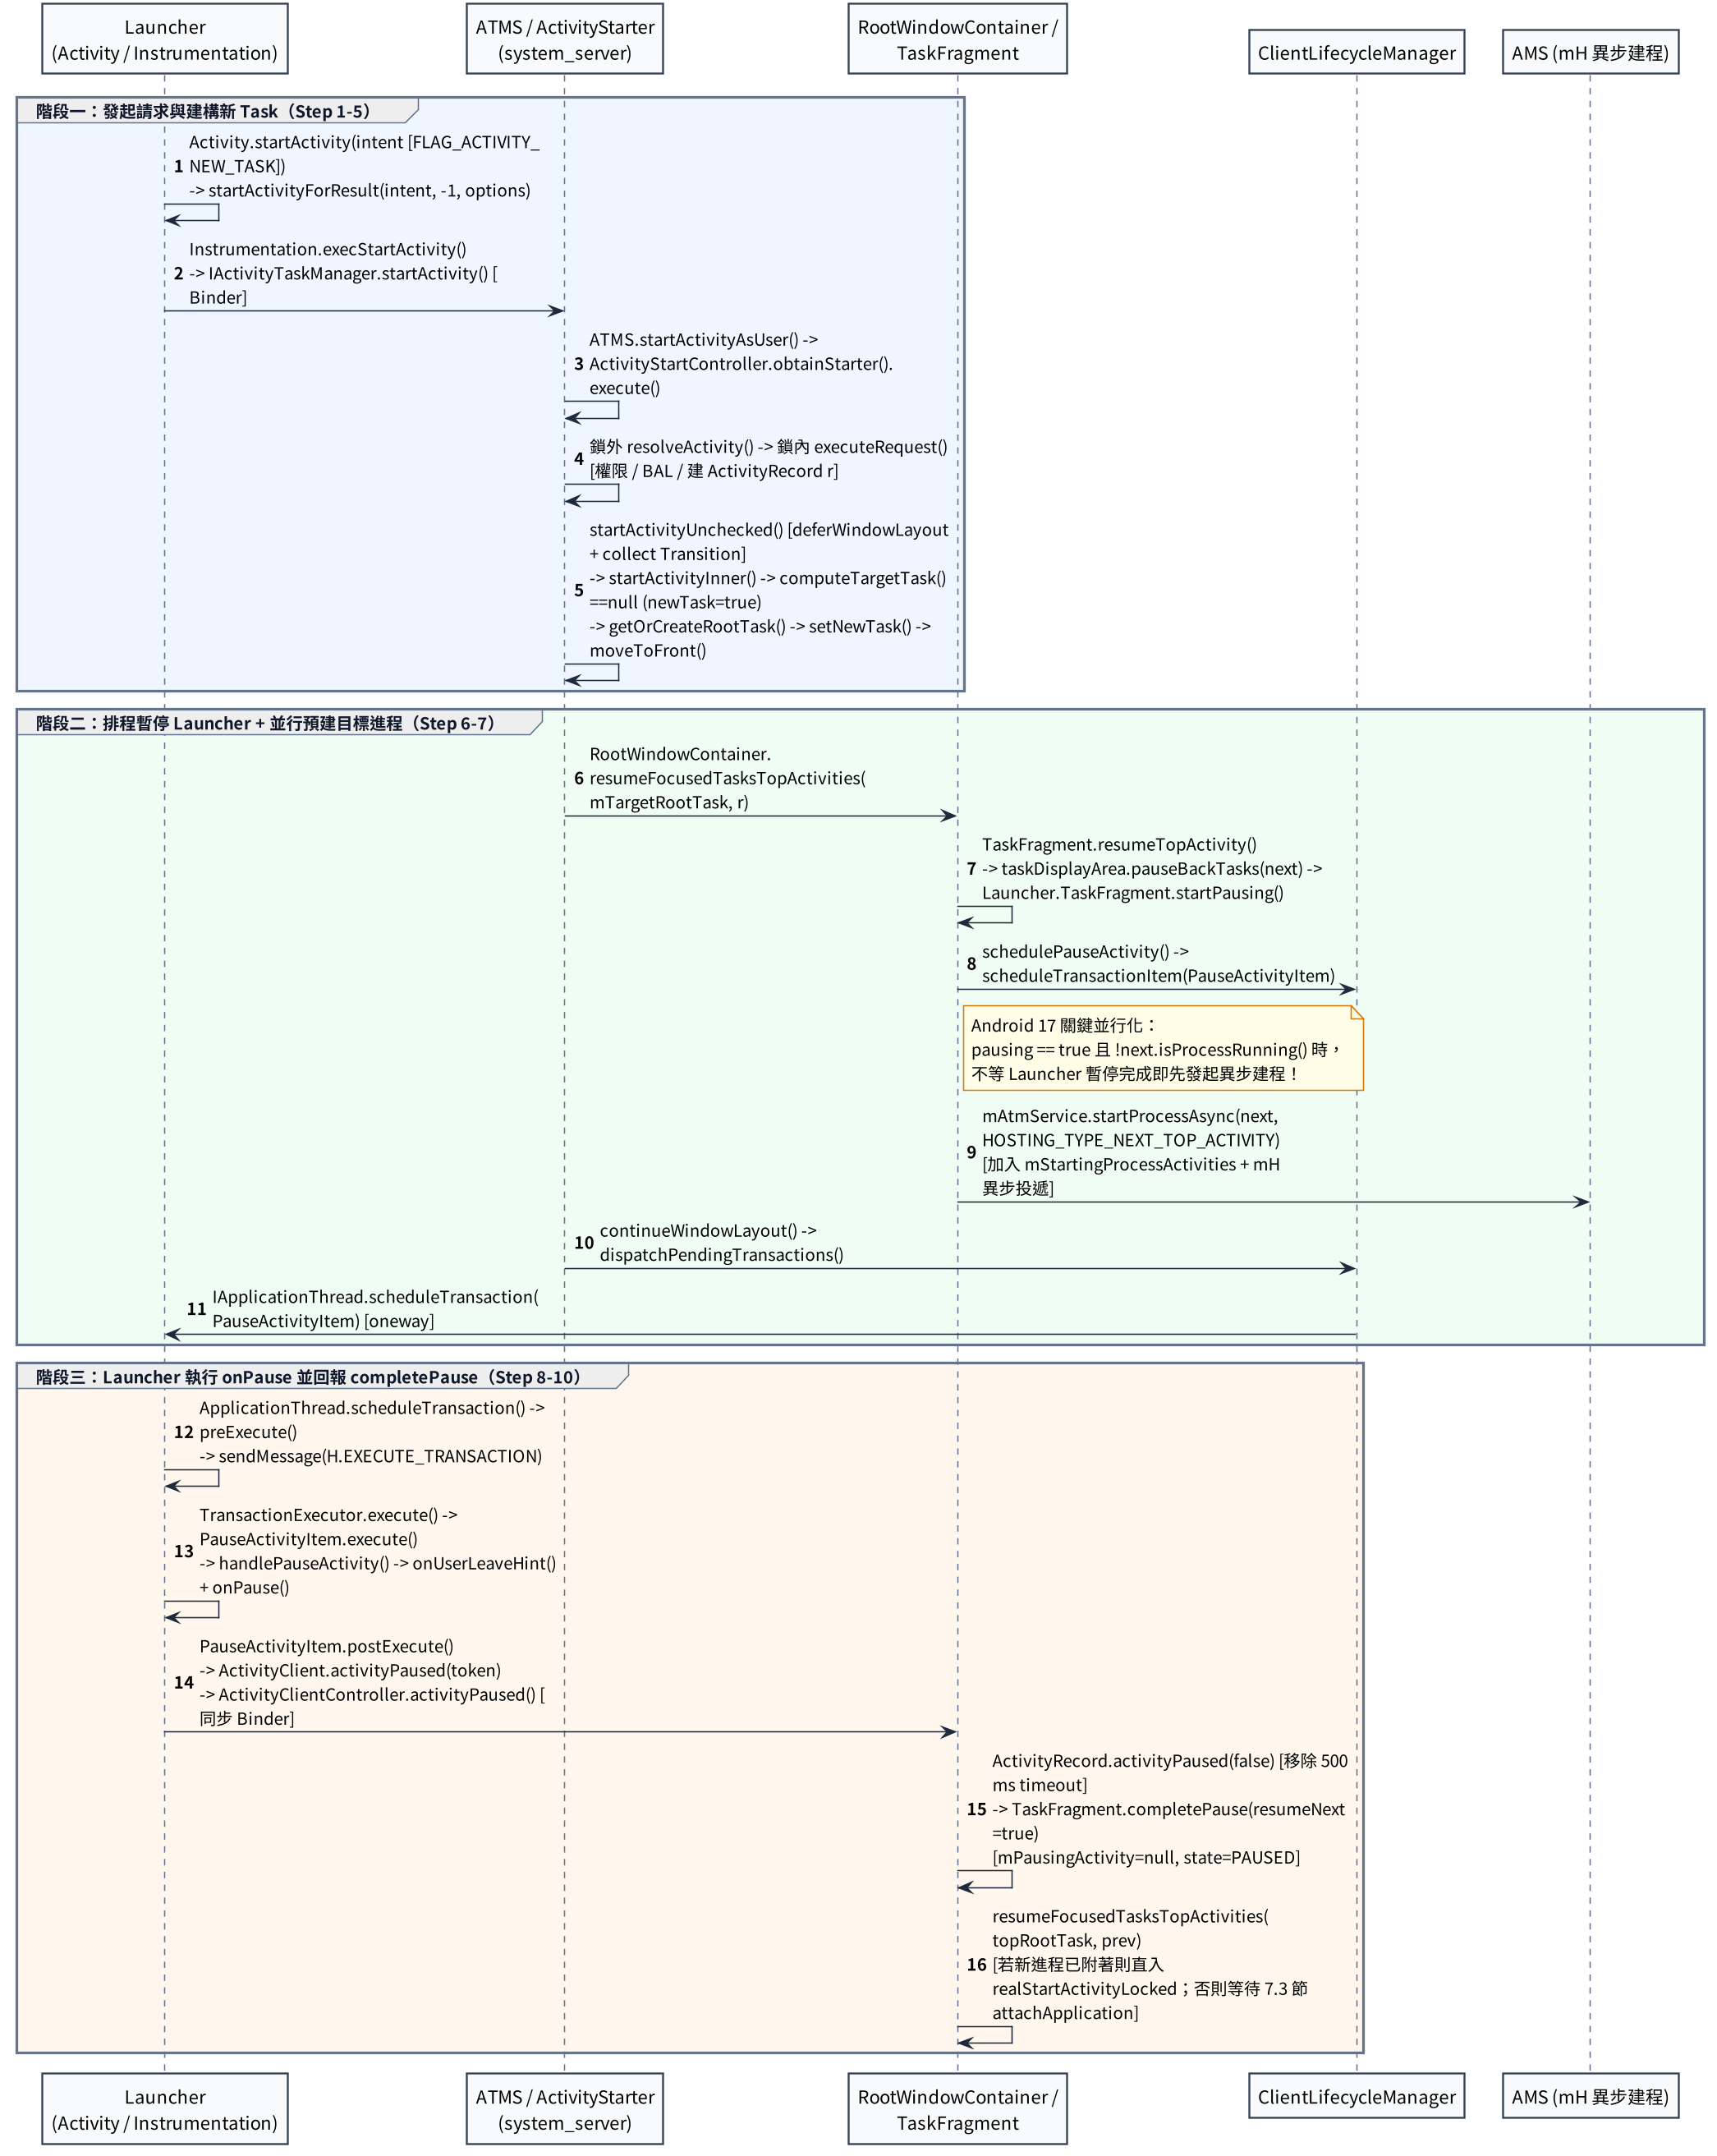 Launcher
(Activity / Instrumentation)
ATMS / ActivityStarter
(system_server)
RootWindowContainer /
TaskFragment
ClientLifecycleManager
AMS (mH 異步建程)
階段一：發起請求與建構新 Task（Step 1-5）
Activity.startActivity(intent [FLAG_ACTIVITY_
1 NEW_TASK])
-> startActivityForResult(intent, -1, options)
Instrumentation.execStartActivity()
2 -> IActivityTaskManager.startActivity() [
Binder]
ATMS.startActivityAsUser() ->
3 ActivityStartController.obtainStarter().
execute()
4 鎖外 resolveActivity() -> 鎖內 executeRequest()
[權限 / BAL / 建 ActivityRecord r]
startActivityUnchecked() [deferWindowLayout
+ collect Transition]
5 -> startActivityInner() -> computeTargetTask()
==null (newTask=true)
-> getOrCreateRootTask() -> setNewTask() ->
moveToFront()
階段二：排程暫停 Launcher + 並行預建目標進程（Step 6-7）
RootWindowContainer.
6 resumeFocusedTasksTopActivities(
mTargetRootTask, r)
TaskFragment.resumeTopActivity()
7 -> taskDisplayArea.pauseBackTasks(next) ->
Launcher.TaskFragment.startPausing()
8 schedulePauseActivity() ->
scheduleTransactionItem(PauseActivityItem)
Android 17 關鍵並行化：
pausing == true 且 !next.isProcessRunning() 時，
不等 Launcher 暫停完成即先發起異步建程！
mAtmService.startProcessAsync(next,
HOSTING_TYPE_NEXT_TOP_ACTIVITY)
9 [加入 mStartingProcessActivities + mH
異步投遞]
10 continueWindowLayout() ->
dispatchPendingTransactions()
11 IApplicationThread.scheduleTransaction(
PauseActivityItem) [oneway]
階段三：Launcher 執行 onPause 並回報 completePause（Step 8-10）
ApplicationThread.scheduleTransaction() ->
12 preExecute()
-> sendMessage(H.EXECUTE_TRANSACTION)
TransactionExecutor.execute() ->
13 PauseActivityItem.execute()
-> handlePauseActivity() -> onUserLeaveHint()
+ onPause()
PauseActivityItem.postExecute()
-> ActivityClient.activityPaused(token)
14 -> ActivityClientController.activityPaused() [
同步 Binder]
ActivityRecord.activityPaused(false) [移除 500
ms timeout]
15 -> TaskFragment.completePause(resumeNext
=true)
[mPausingActivity=null, state=PAUSED]
resumeFocusedTasksTopActivities(
topRootTask, prev)
16 [若新進程已附著則直入
realStartActivityLocked；否則等待 7.3 節
attachApplication]
Launcher
(Activity / Instrumentation)
ATMS / ActivityStarter
(system_server)
RootWindowContainer /
TaskFragment
ClientLifecycleManager
AMS (mH 異步建程)